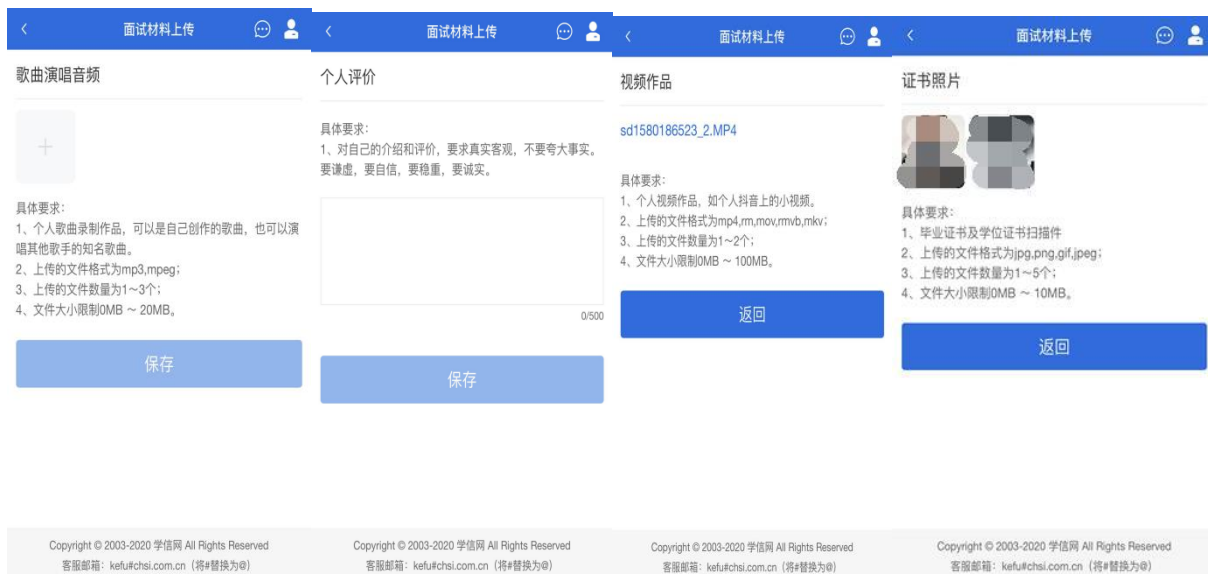 面试材料上传
歌曲演唱音频
具体要求：
1、个人歌曲录制作品，可以是自己创作的歌曲，也可以演
唱其他歌手的知名歌曲。
2、上传的文件格式为mp3,mpeg；
3、上传的文件数量为1～3个；
4、文件大小限制0MB ～ 20MB。
保存
Copyright © 2003-2020 学信网 All Rights Reserved
客服邮箱：kefu#chsi.com.cn（将#替换为@）
面试材料上传
个人评价
具体要求：
1、对自己的介绍和评价，要求真实客观，不要夸大事实。
要谦虚，要自信，要稳重，要诚实。
0/500
保存
Copyright © 2003-2020 学信网 All Rights Reserved
客服邮箱：kefu#chsi.com.cn（将#替换为@）
面试材料上传
视频作品
sd1580186523_2.MP4
具体要求：
1、个人视频作品，如个人抖音上的小视频。
2、上传的文件格式为mp4,rm,mov,rmvb,mkv；
3、上传的文件数量为1～2个；
4、文件大小限制0MB ～ 100MB。
返回
Copyright © 2003-2020 学信网 All Rights Reserved
客服邮箱：kefu#chsi.com.cn（将#替换为@）
面试材料上传
证书照片
具体要求：
1、毕业证书及学位证书扫描件
2、上传的文件格式为jpg,png,gif,jpeg；
3、上传的文件数量为1～5个；
4、文件大小限制0MB ～ 10MB。
返回
Copyright © 2003-2020 学信网 All Rights Reserved
客服邮箱：kefu#chsi.com.cn（将#替换为@）